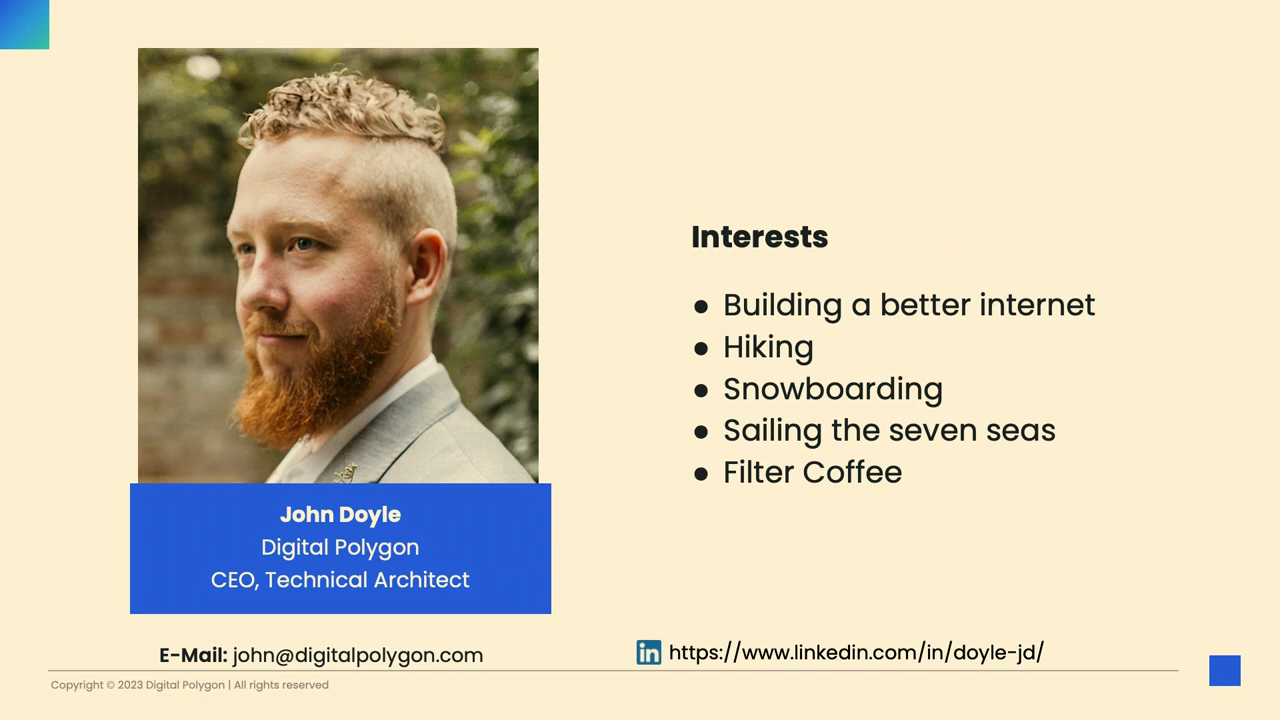 John Doyle
Digital Polygon
CEO, Technical Architect
E-Mail: john@digitalpolygon.com
Interests
● Building a better internet
● Hiking
● Snowboarding
● Sailing the seven seas
● Filter Coffee
in https://www.linkedin.com/in/doyle-jd/
Copyright © 2023 Digital Polygon | All rights reserved